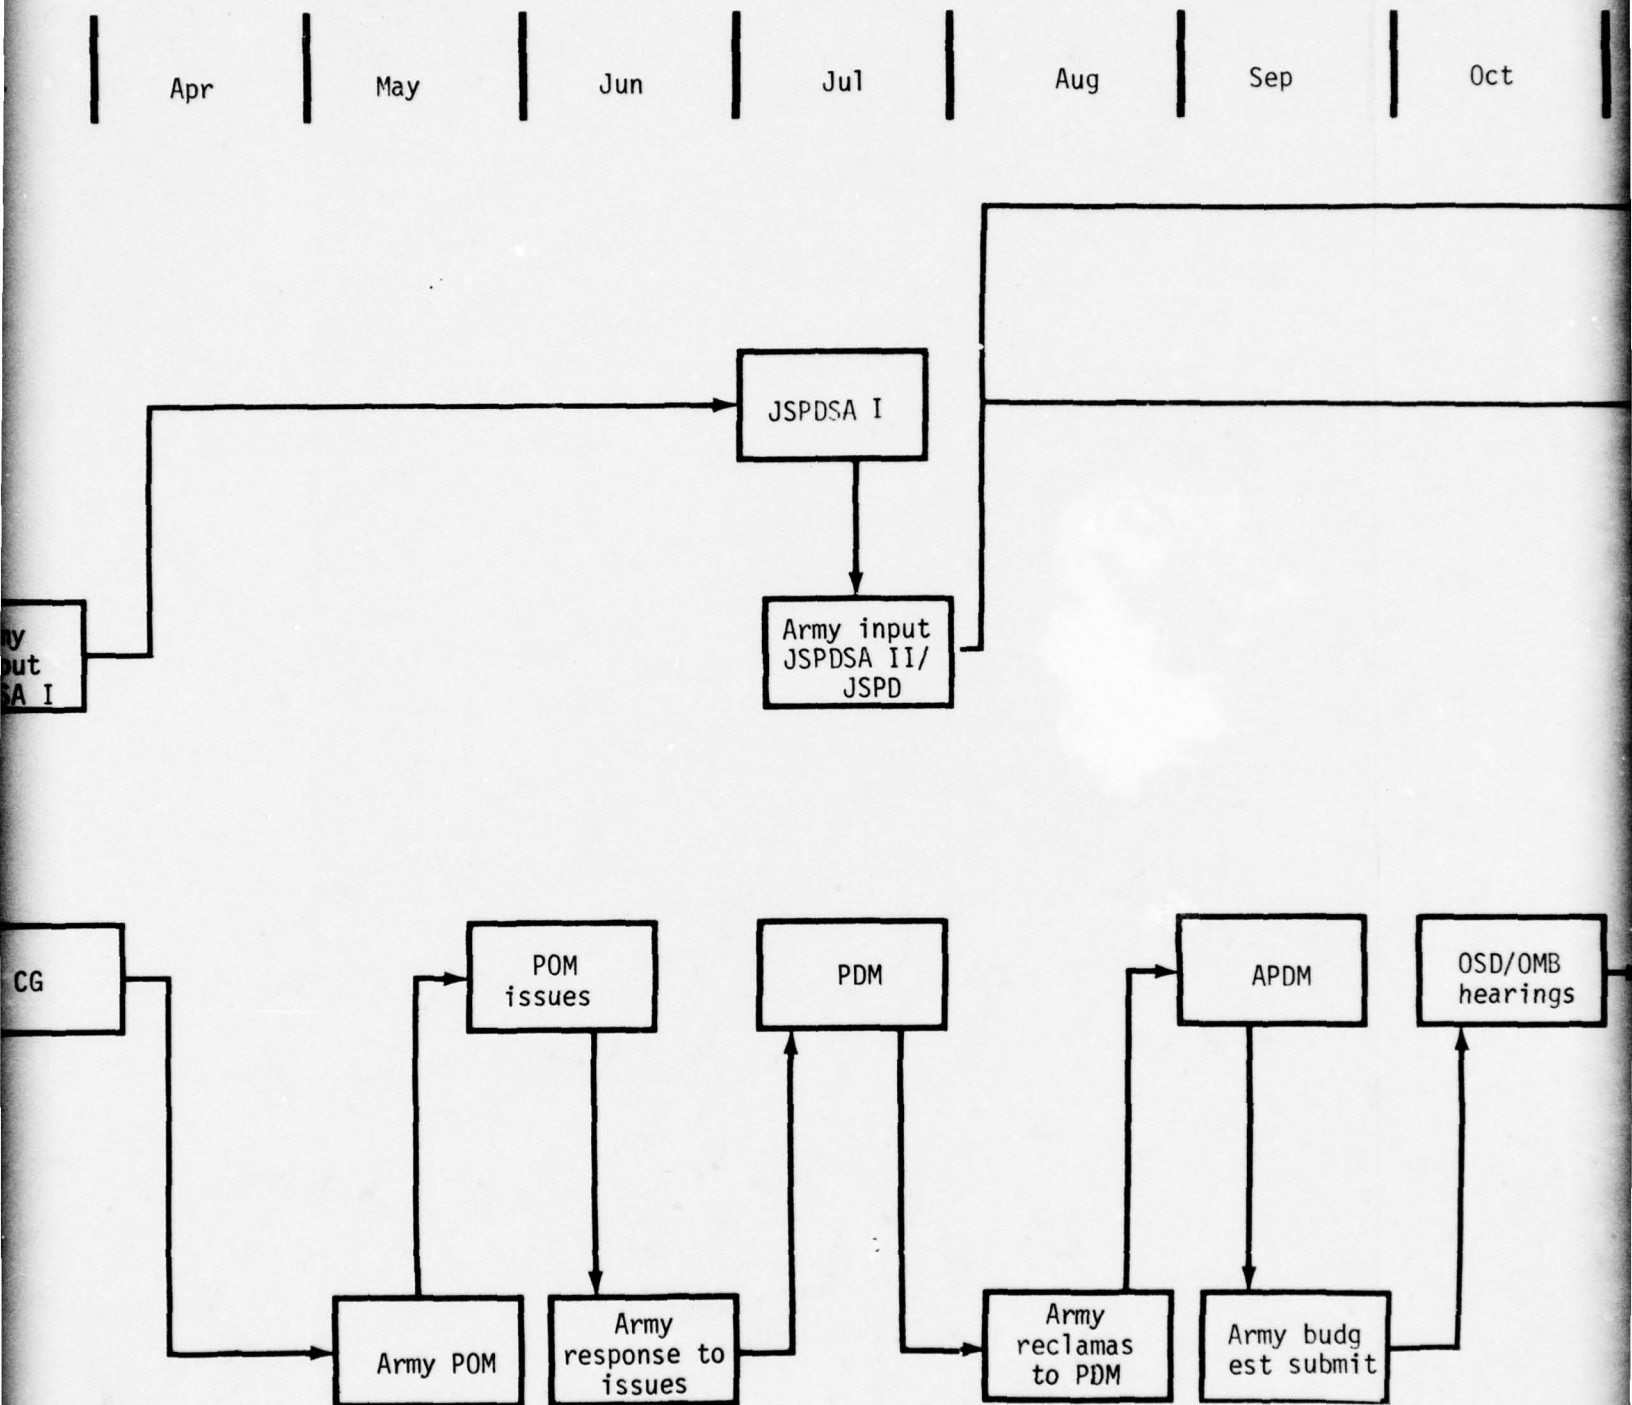 Apr May Jun Jul Aug Sep Oct
JSPDSA I
Army input
JSPDSA II/
JSPD
SA I
CG
POM
issues
PDM
APDM
OSD/OMB
hearings
Army POM
Army
response to
issues
Army
reclamas
to PDM
Army budg
est submit